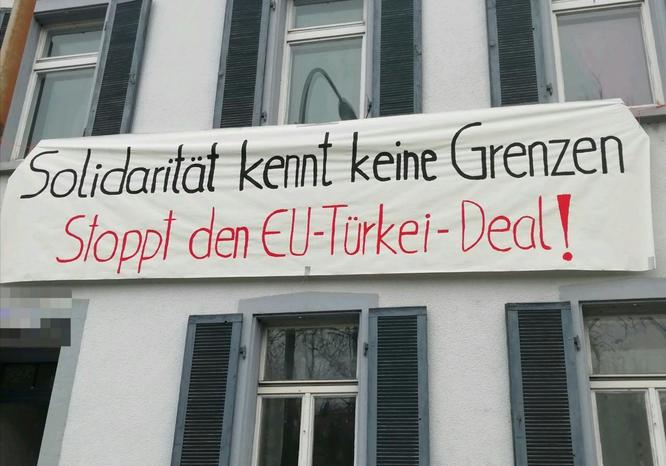 Solidarität kennt keine Grenzen
Stoppt den EU-Türkei-Deal!